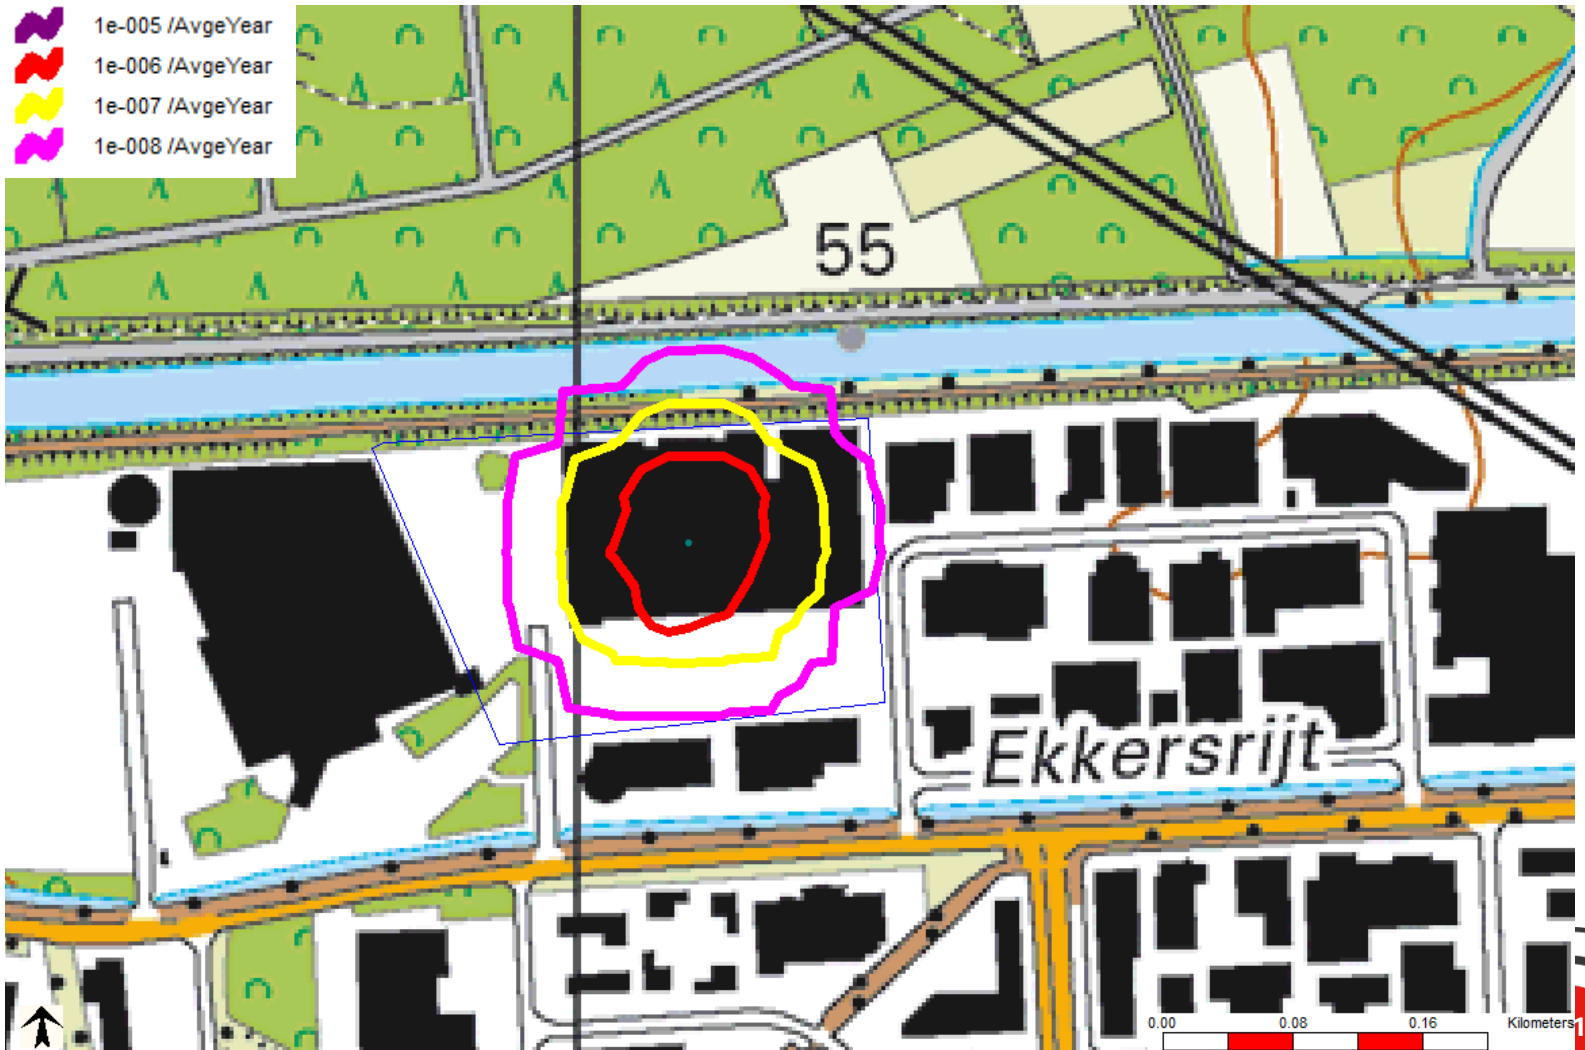 1e-005 /AvgeYear
1e-006 /AvgeYear
1e-007 /AvgeYear
1e-008 /AvgeYear
55
Ekkersrijt
0.00 0.08 0.16 Kilometers